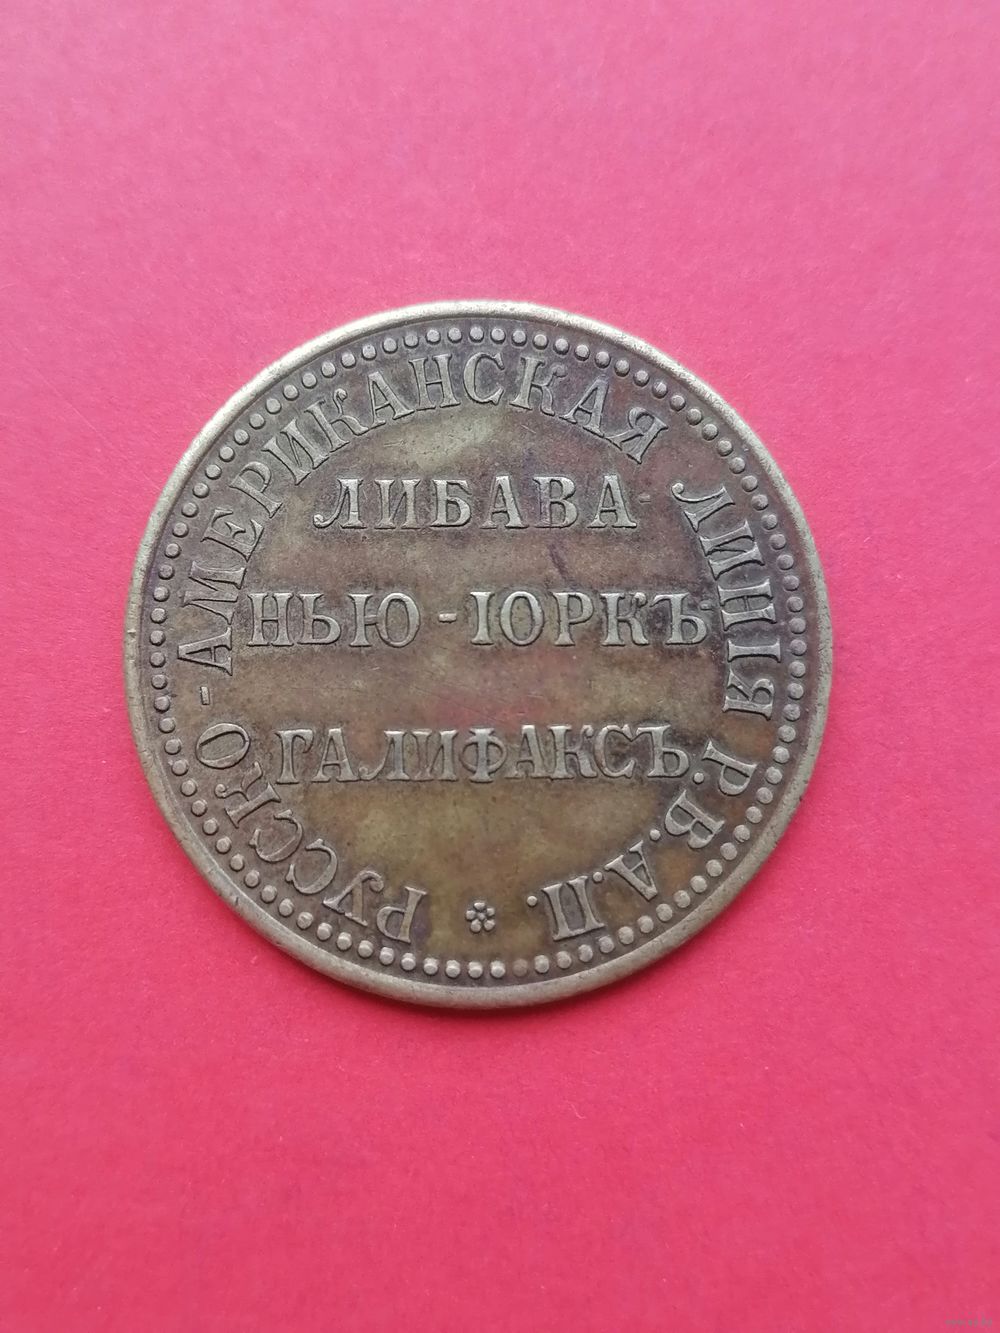 РУССКО-АМЕРИКАНСКАЯ ЛИНІЯ Р.В.А.П.
ЛИБАВА-
НЬЮ-ІОРКЪ-
ГАЛИФАКСЪ